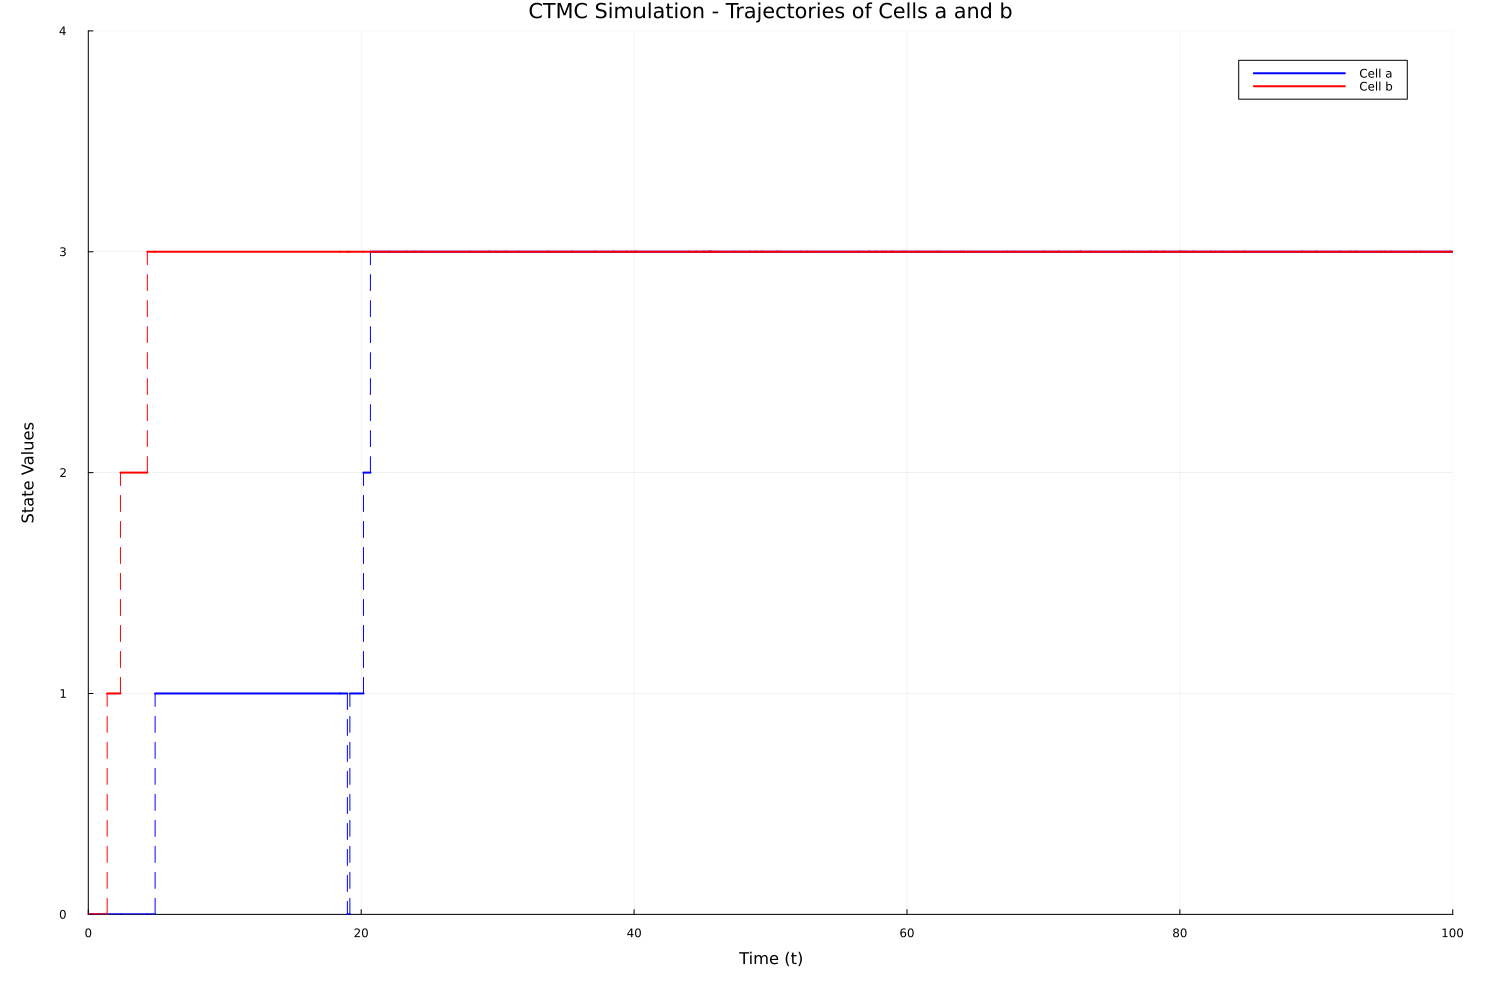 CTMC Simulation - Trajectories of Cells a and b
4
Cell a
Cell b
3
State Values
2
1
0
0 20 40 60 80 100
Time (t)